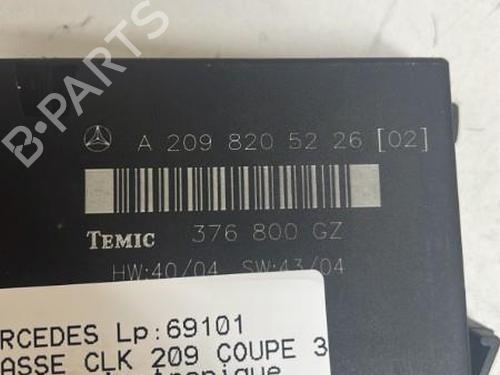 B-PARTS
A 209 820 52 26 [02]
TEMIC 376 800 GZ
HW:40/04 SW:43/04
RCEDES Lp:69101
ASSE CLK 209 COUPE 3